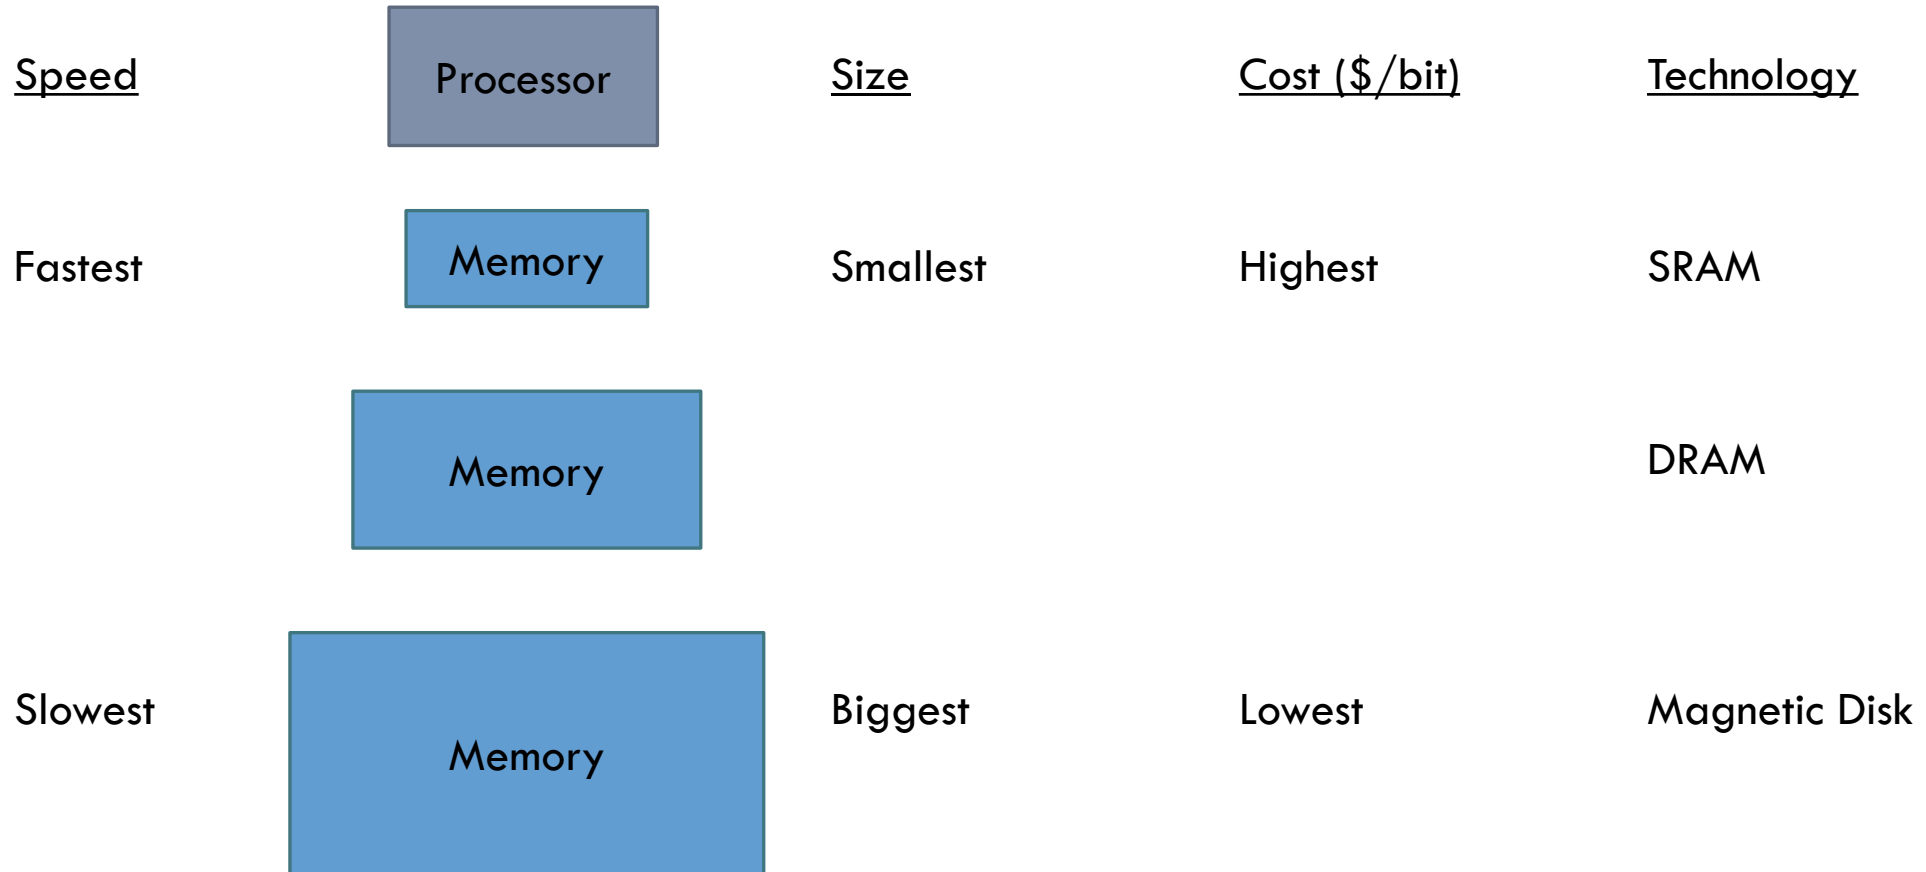 Speed Processor Size Cost ($/bit) Technology
Fastest Memory Smallest Highest SRAM
Memory DRAM
Slowest Memory Biggest Lowest Magnetic Disk